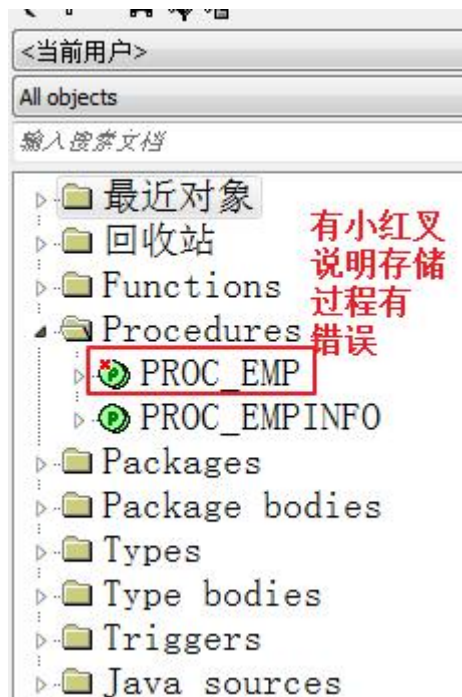 <当前用户>
All objects
输入搜索文档
最近对象
回收站
Functions
Procedures
有小红叉
说明存储
过程有
错误
PROC_EMP
PROC_EMPINFO
Packages
Package bodies
Types
Type bodies
Triggers
Java sources